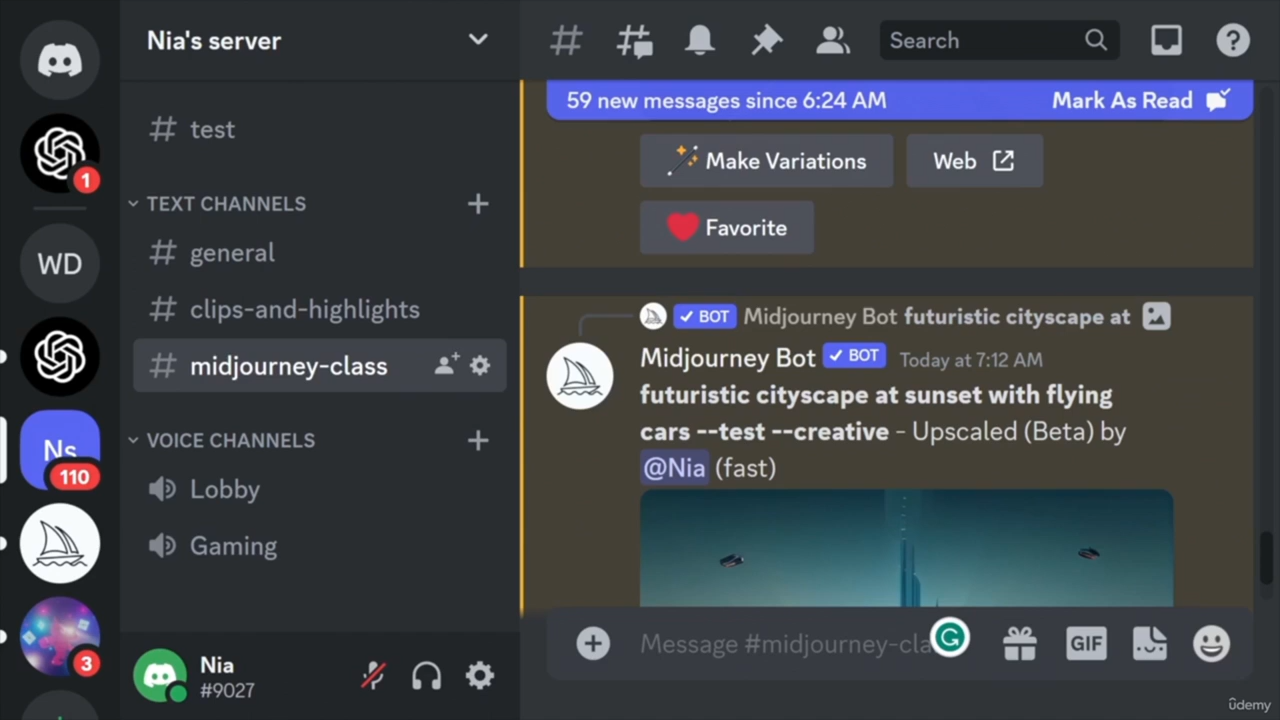 Nia's server
Search
59 new messages since 6:24 AM
Mark As Read
test
Make Variations
Web
1
TEXT CHANNELS
Favorite
general
WD
clips-and-highlights
BOT Midjourney Bot futuristic cityscape at
midjourney-class
Midjourney Bot BOT Today at 7:12 AM
futuristic cityscape at sunset with flying
cars --test --creative - Upscaled (Beta) by
@Nia (fast)
VOICE CHANNELS
Ns
110
Lobby
Gaming
Message #midjourney-cla
GIF
3
Nia
#9027
udemy